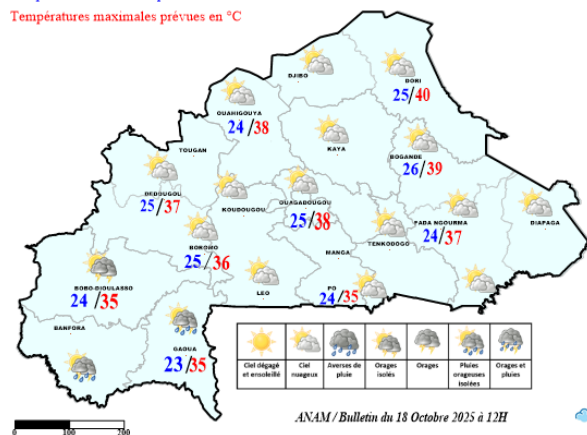 Températures maximales prévues en °C
DJIBO
DORI
25/40
OUAHIGOUYA
24/38
TOUGAN
KAYA
BOGANDE
26/39
DEDOUGOU
25/37
KOUDOUGOU
OUAGADOUGOU
25/38
FADA NGOURMA
24/37
DIAPAGA
BOROMO
25/36
MANGA
TENKODOGO
BOBO-DIOULASSO
24/35
LEO
PO
24/35
BANFORA
GAOUA
23/35
Ciel dégagé et ensoleillé
Ciel nuageux
Averses de pluie
Orages isolés
Orages
Pluies orageuses isolées
Orages et pluies
0 100 200
ANAM / Bulletin du 18 Octobre 2025 à 12H